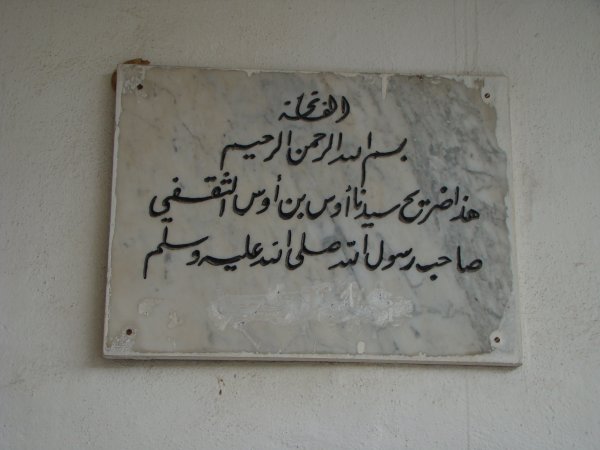 الفاتحة
بسم الله الرحمن الرحيم
هذا ضريح سيدنا أوس بن أوس الثقفي
صاحب رسول الله صلى الله عليه وسلم